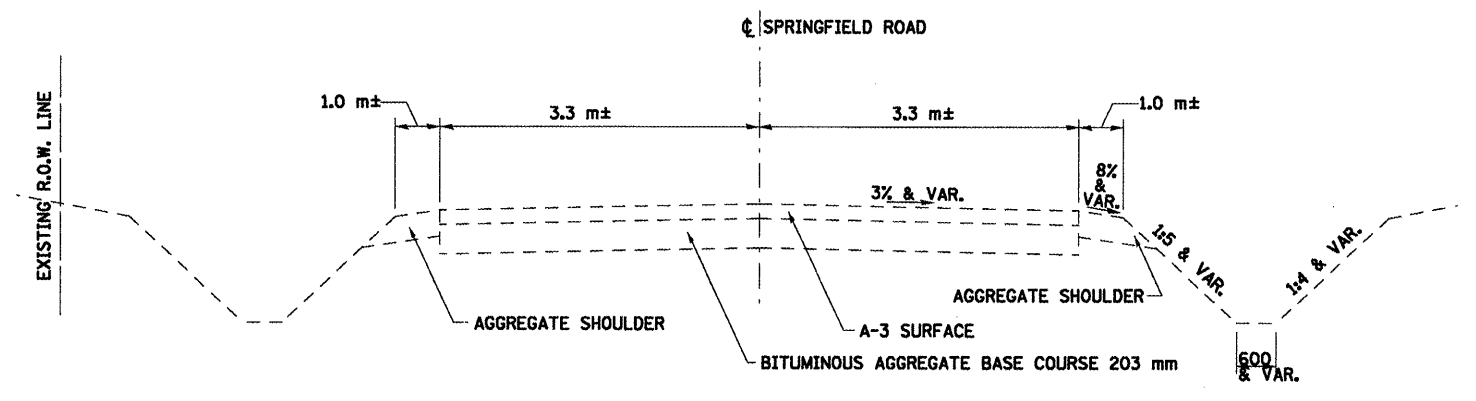 ℄ SPRINGFIELD ROAD
EXISTING R.O.W. LINE
1.0 m±
3.3 m±
3.3 m±
1.0 m±
3% & VAR.
8%
&
VAR.
1:5 & VAR.
1:4 & VAR.
AGGREGATE SHOULDER
AGGREGATE SHOULDER
A-3 SURFACE
BITUMINOUS AGGREGATE BASE COURSE 203 mm
600
& VAR.